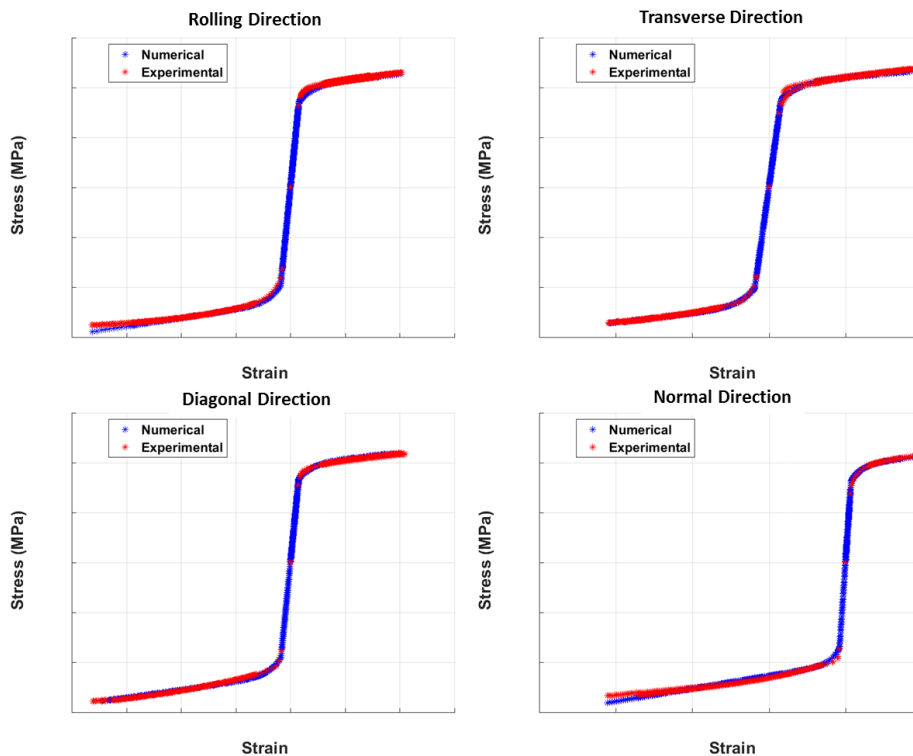 Rolling Direction
Numerical
Experimental
Stress (MPa)
Strain
Transverse Direction
Numerical
Experimental
Stress (MPa)
Strain
Diagonal Direction
Numerical
Experimental
Stress (MPa)
Strain
Normal Direction
Numerical
Experimental
Stress (MPa)
Strain